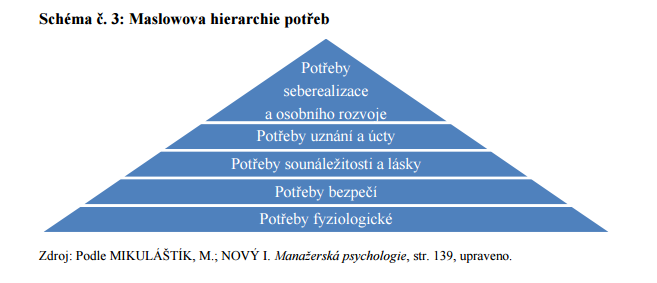 Schéma č. 3: Maslowova hierarchie potřeb
Potřeby
seberealizace
a osobního rozvoje
Potřeby uznání a úcty
Potřeby sounáležitosti a lásky
Potřeby bezpečí
Potřeby fyziologické
Zdroj: Podle MIKULÁŠTÍK, M.; NOVÝ I. Manažerská psychologie, str. 139, upraveno.